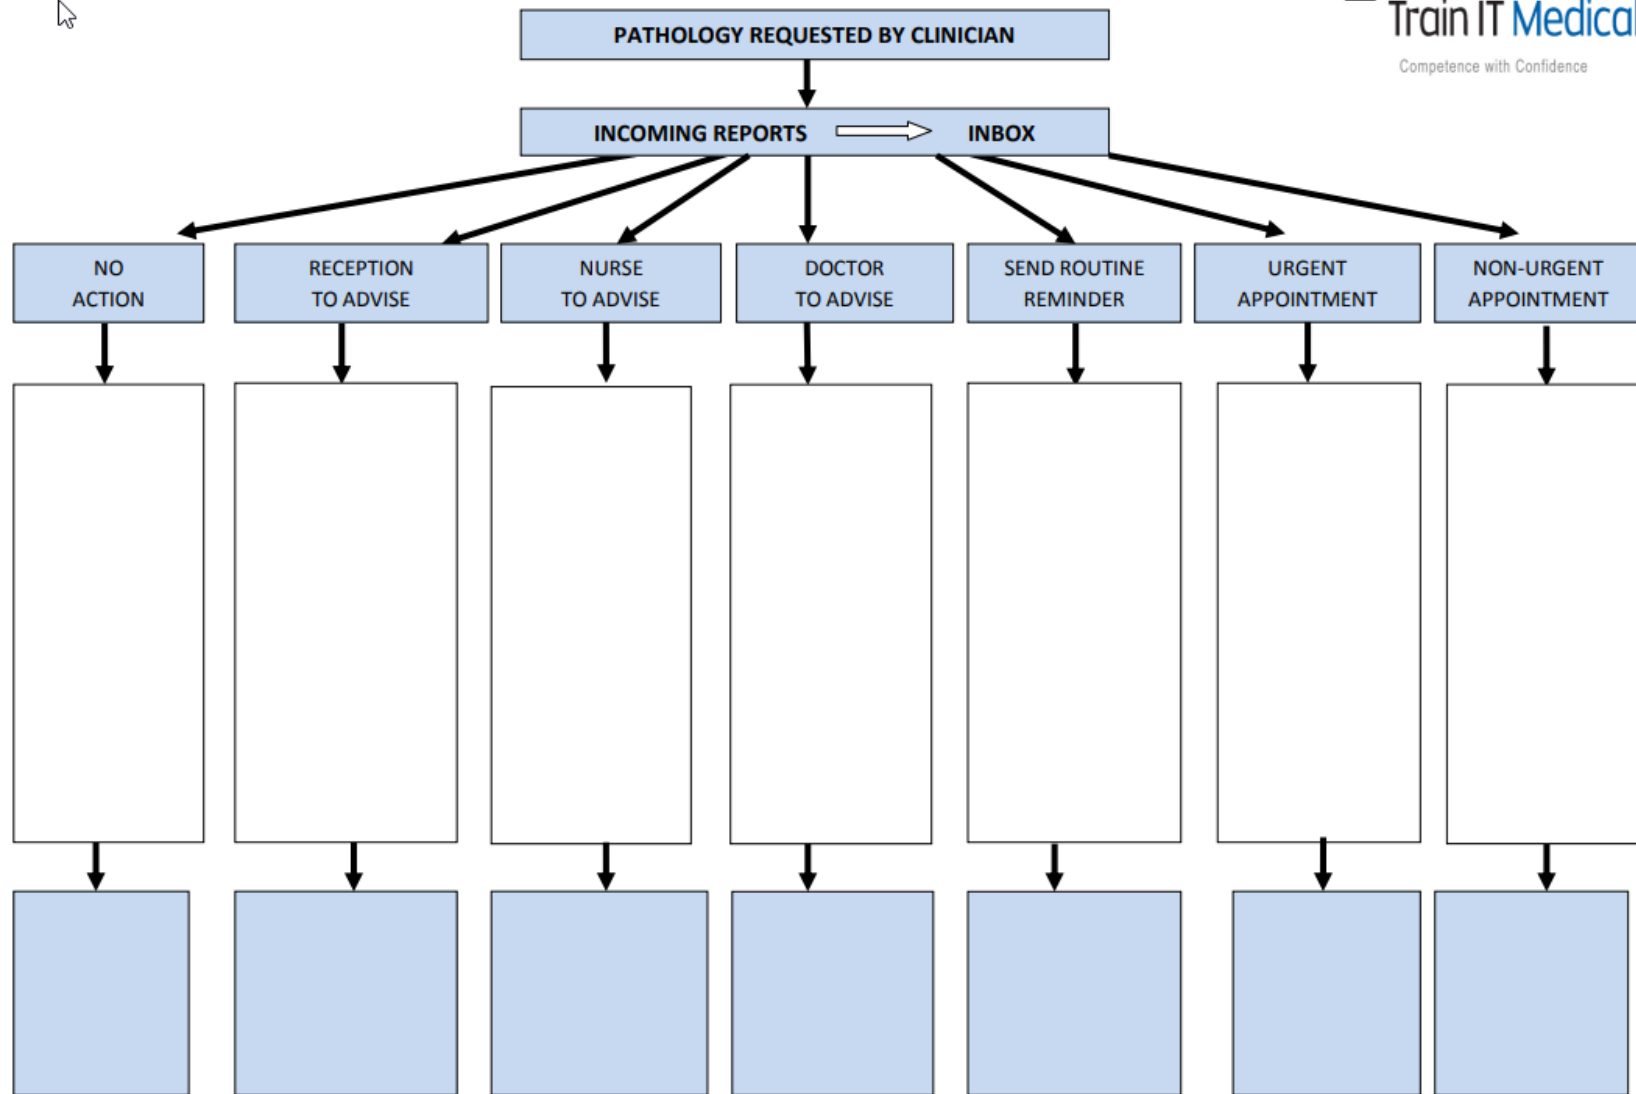 Train IT Medical
Competence with Confidence
PATHOLOGY REQUESTED BY CLINICIAN
INCOMING REPORTS INBOX
NO
ACTION
RECEPTION
TO ADVISE
NURSE
TO ADVISE
DOCTOR
TO ADVISE
SEND ROUTINE
REMINDER
URGENT
APPOINTMENT
NON-URGENT
APPOINTMENT